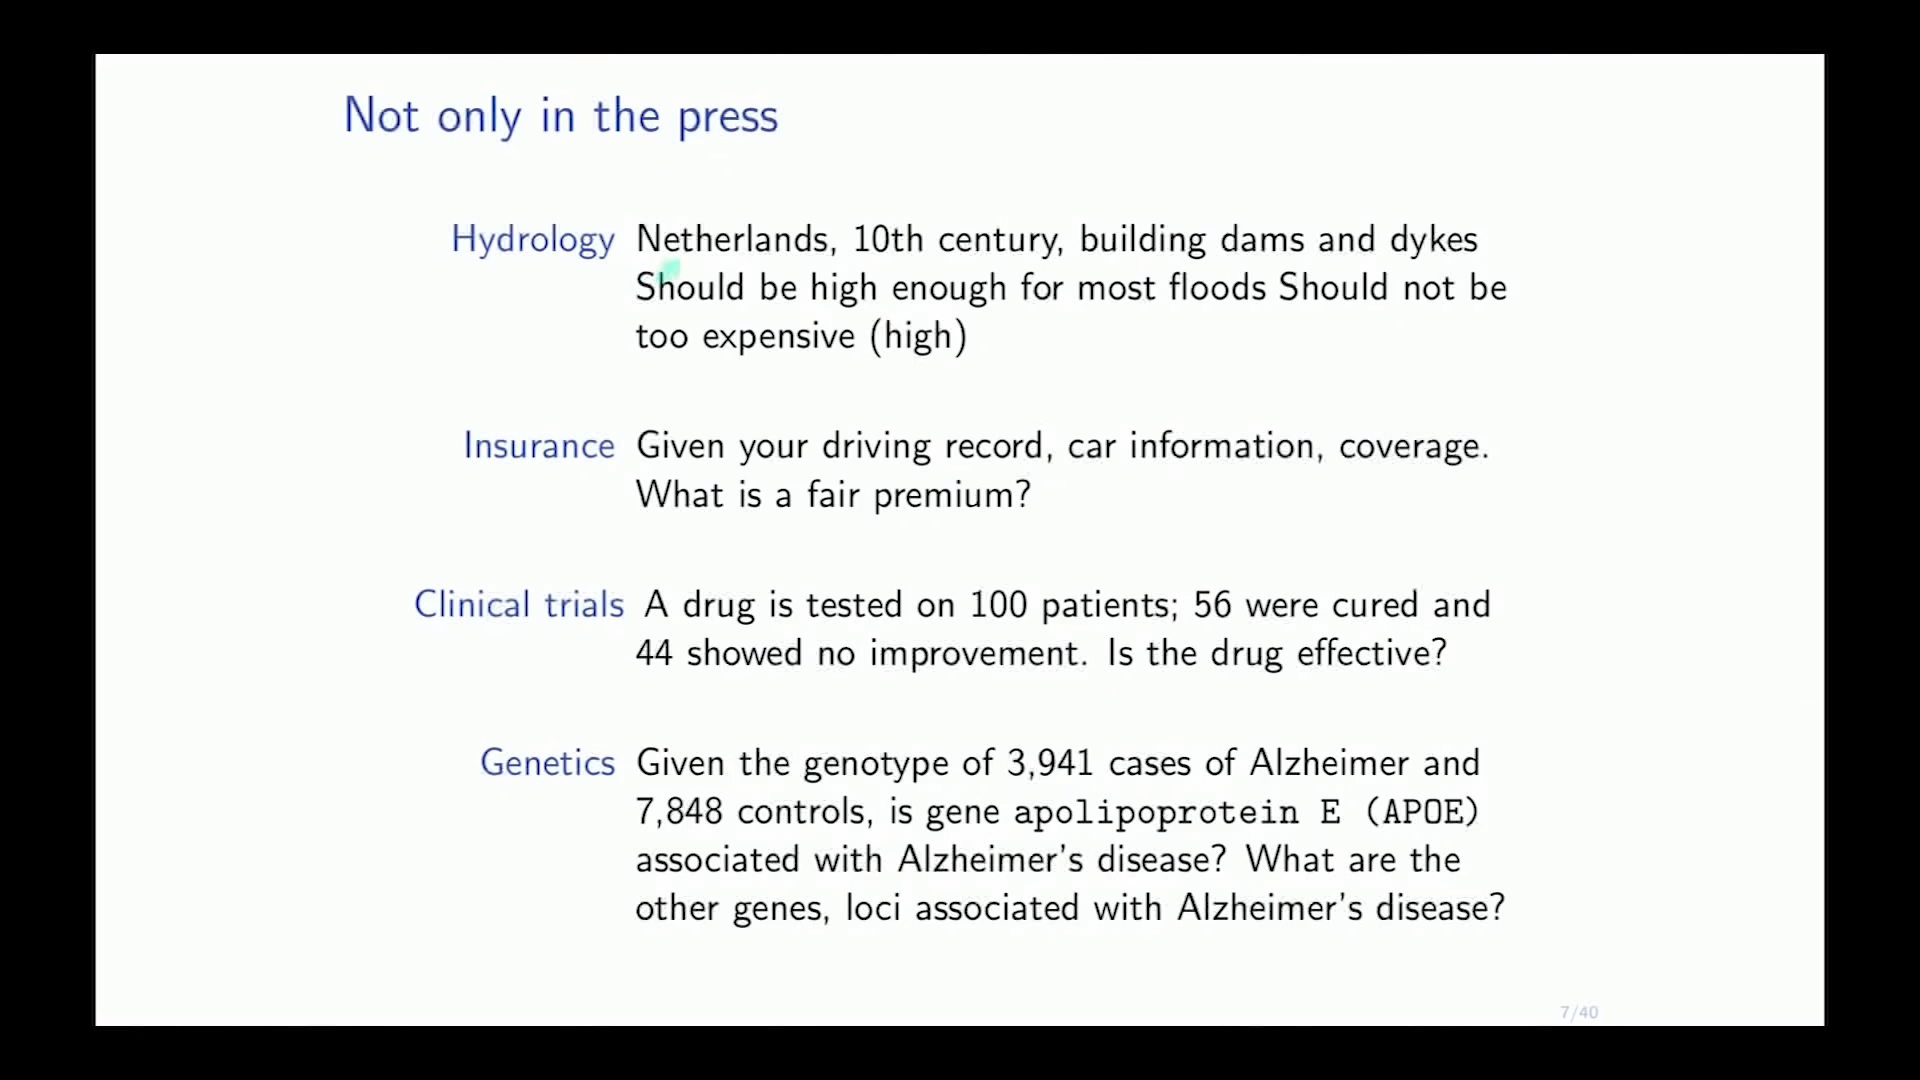 Not only in the press
Hydrology Netherlands, 10th century, building dams and dykes
Should be high enough for most floods Should not be
too expensive (high)
Insurance Given your driving record, car information, coverage.
What is a fair premium?
Clinical trials A drug is tested on 100 patients; 56 were cured and
44 showed no improvement. Is the drug effective?
Genetics Given the genotype of 3,941 cases of Alzheimer and
7,848 controls, is gene apolipoprotein E (APOE)
associated with Alzheimer's disease? What are the
other genes, loci associated with Alzheimer's disease?
7/40